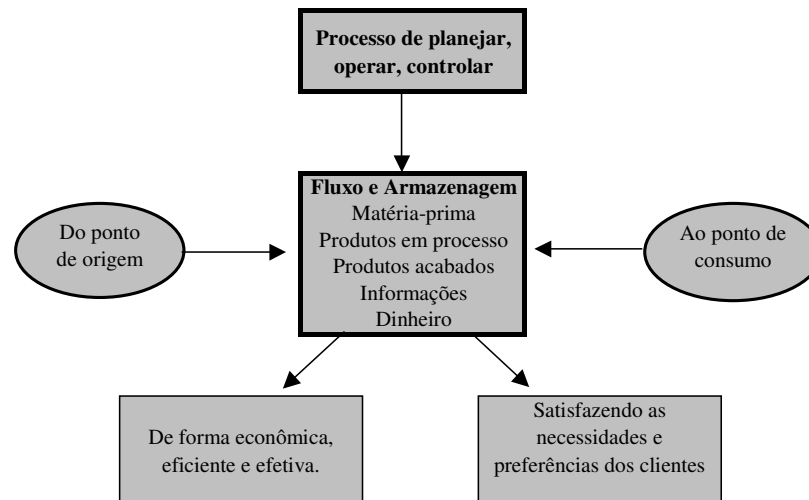 Processo de planejar,
operar, controlar
Fluxo e Armazenagem
Matéria-prima
Produtos em processo
Produtos acabados
Informações
Dinheiro
Do ponto
de origem
Ao ponto de
consumo
De forma econômica,
eficiente e efetiva.
Satisfazendo as
necessidades e
preferências dos clientes